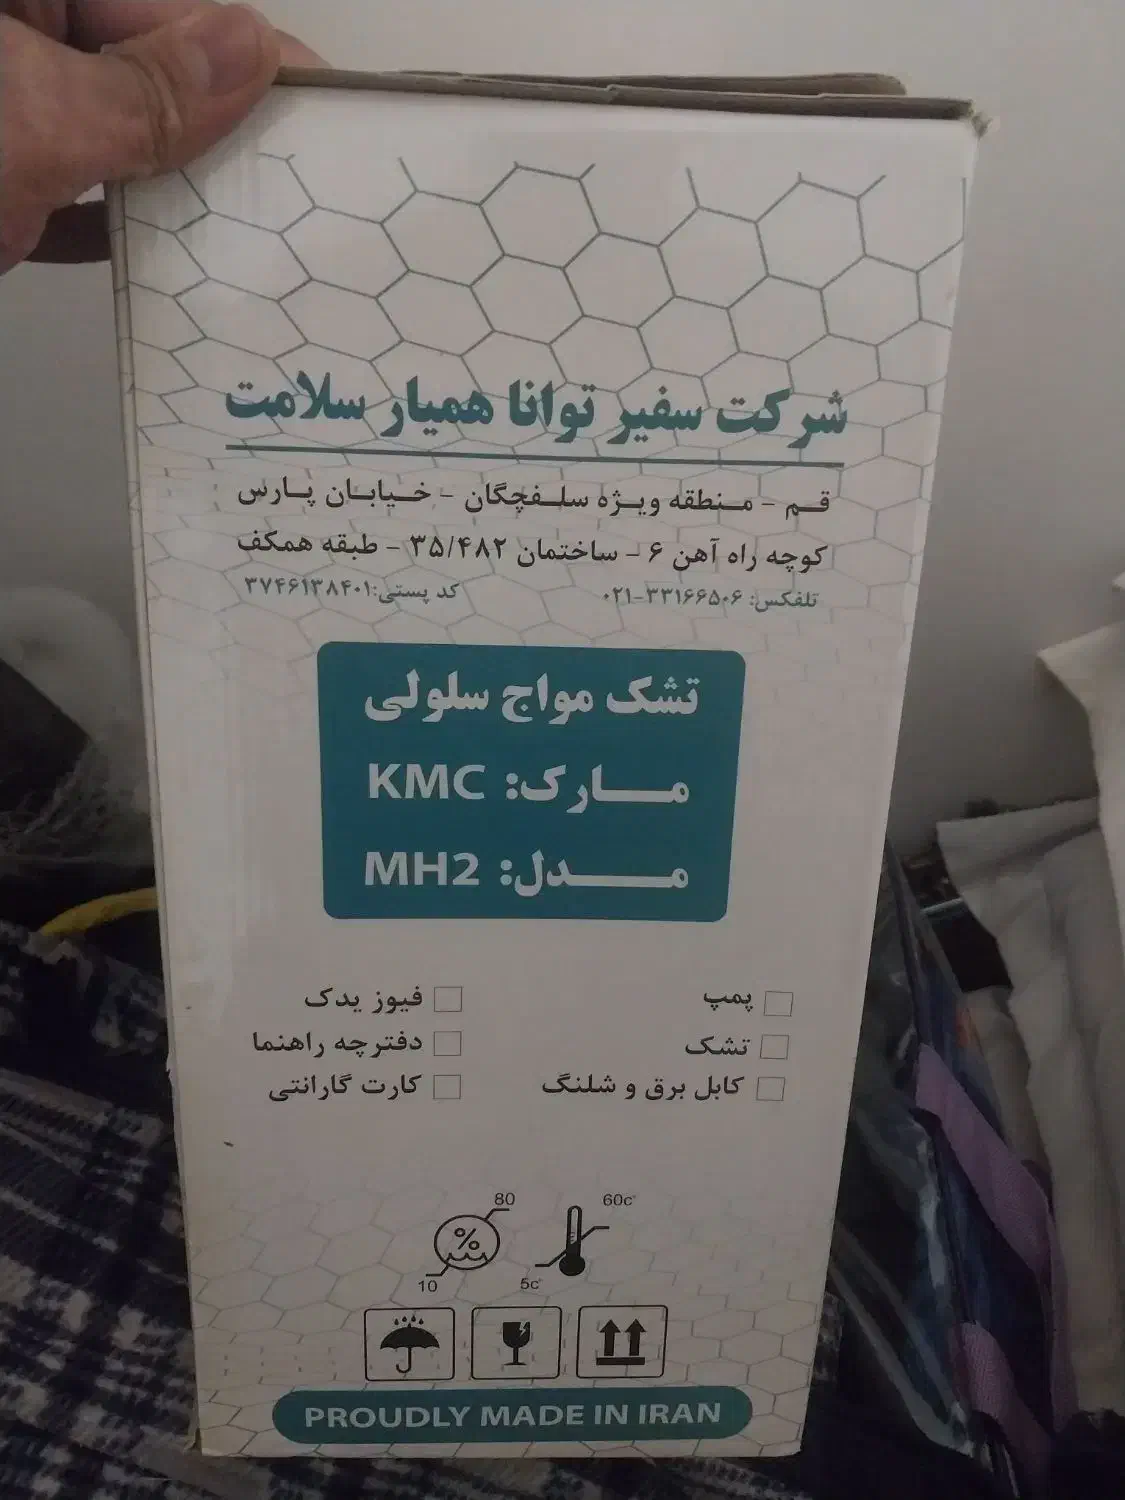 شرکت سفیر توانا همیار سلامت
قم - منطقه ویژه سلفچگان - خیابان پارس
کوچه راه آهن ۶ - ساختمان ۳۵/۴۸۲ - طبقه همکف
تلفکس: ۰۲۱-۳۳۱۶۶۵۰۶ کد پستی:۳۷۴۶۱۳۸۴۰۱
تشک مواج سلولی
مارک: KMC
مدل: MH2
پمپ
تشک
کابل برق و شلنگ
فیوز یدک
دفترچه راهنما
کارت گارانتی
80
%
10
60c°
5c°
PROUDLY MADE IN IRAN